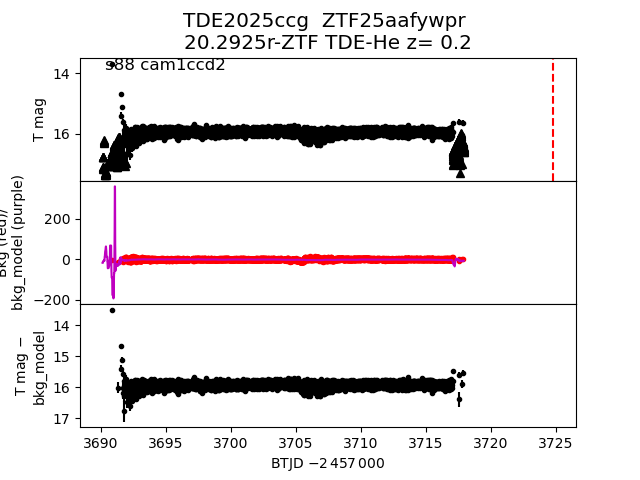 TDE2025ccg  ZTF25aafywpr
20.2925r-ZTF TDE-He z= 0.2
s88 cam1ccd2
T mag
14
16
Bkg (red)/
bkg_model (purple)
200
0
−200
T mag −
bkg_model
14
15
16
17
3690
3695
3700
3705
3710
3715
3720
3725
BTJD −2 457 000